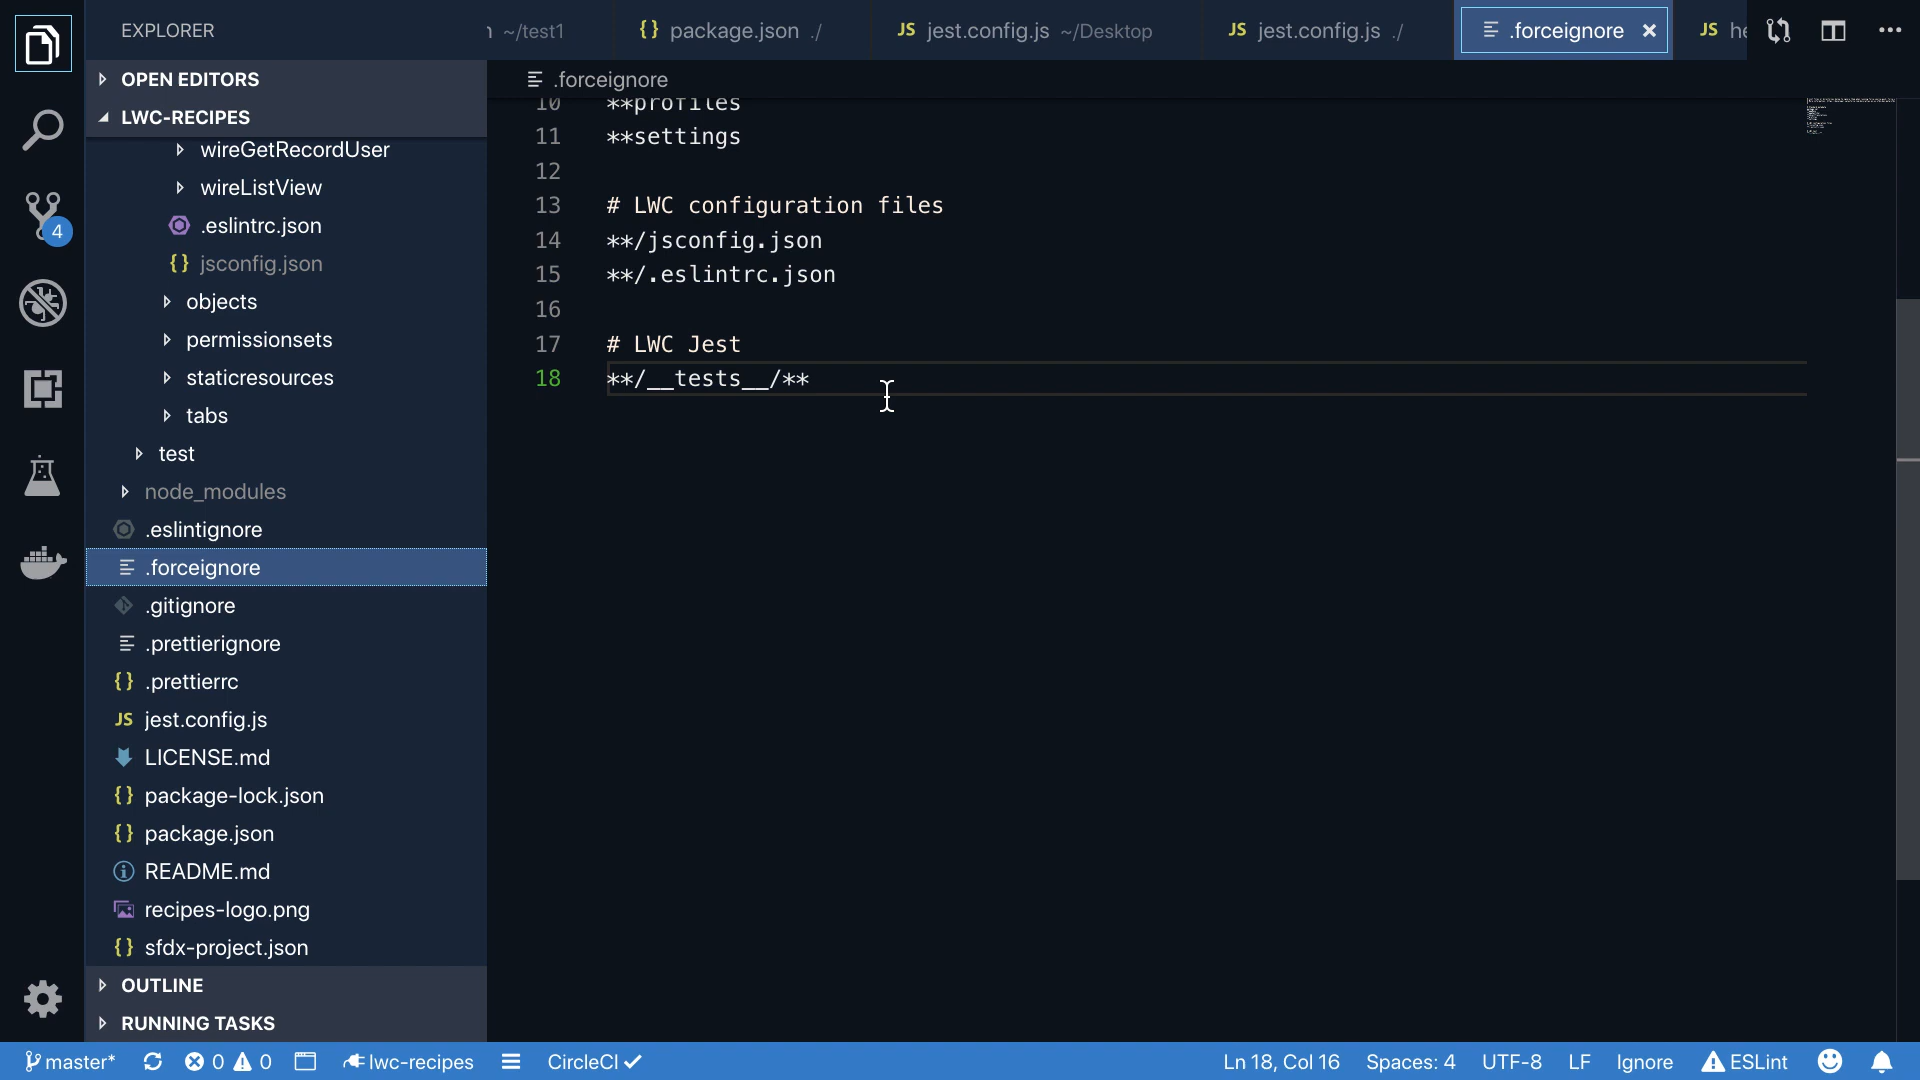 EXPLORER
~/test1
package.json ./
JS jest.config.js ~/Desktop
JS jest.config.js ./
.forceignore
JS
OPEN EDITORS
LWC-RECIPES
wireGetRecordUser
wireListView
.eslintrc.json
{} jsconfig.json
objects
permissionsets
staticresources
tabs
test
node_modules
.eslintignore
.forceignore
.gitignore
.prettierignore
{} .prettierrc
JS jest.config.js
LICENSE.md
{} package-lock.json
{} package.json
README.md
recipes-logo.png
{} sfdx-project.json
OUTLINE
RUNNING TASKS
4
.forceignore
10 **profiles
11 **settings
12
13 # LWC configuration files
14 **/jsconfig.json
15 **/.eslintrc.json
16
17 # LWC Jest
18 **/__tests__/**
master* 0 0 lwc-recipes CircleCI Ln 18, Col 16 Spaces: 4 UTF-8 LF Ignore ESLint